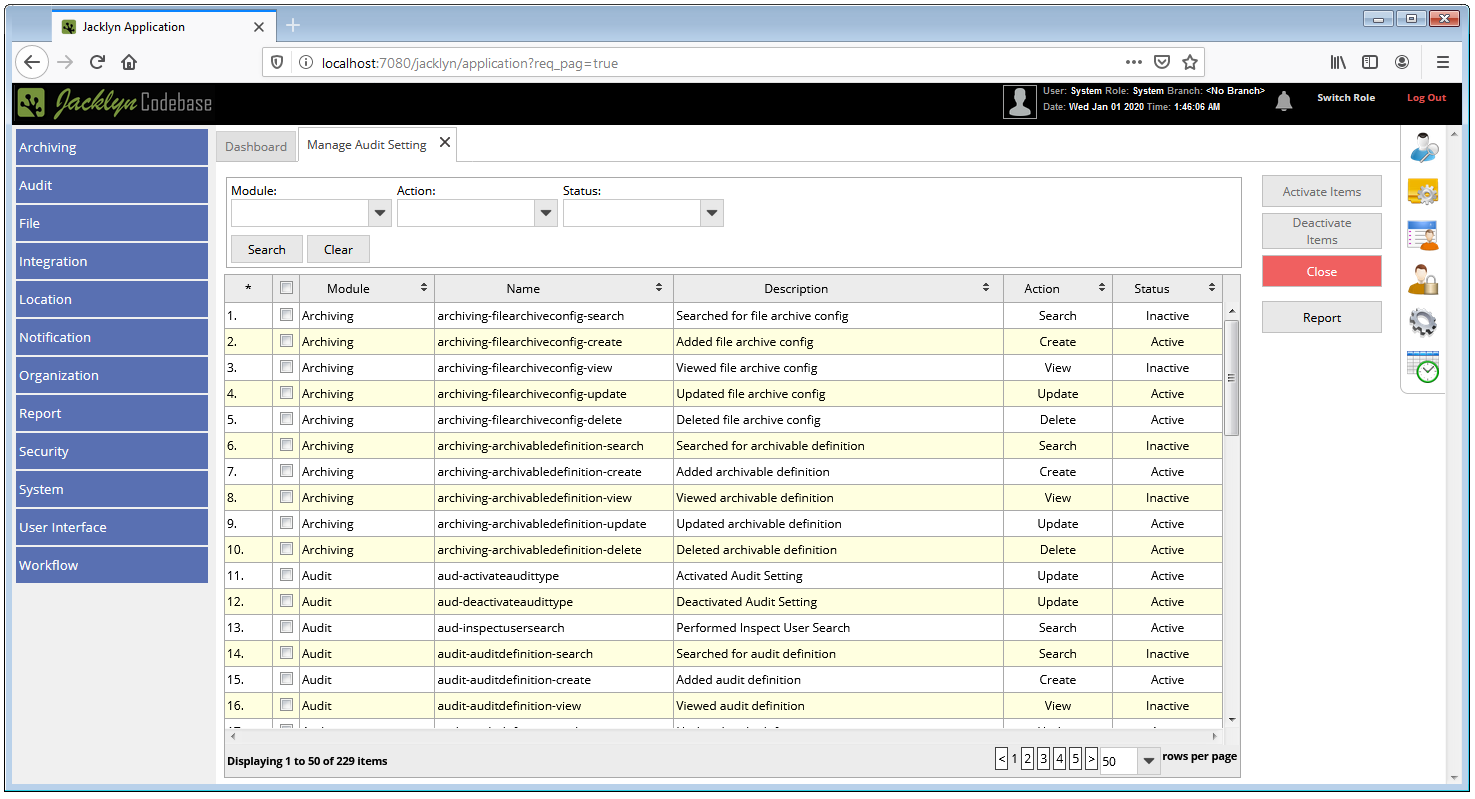 Jacklyn Application
localhost:7080/jacklyn/application?req_pag=true
Jacklyn Codebase
User: System Role: System Branch: <No Branch>
Date: Wed Jan 01 2020 Time: 1:46:06 AM
Switch Role
Log Out
Archiving
Audit
File
Integration
Location
Notification
Organization
Report
Security
System
User Interface
Workflow
Dashboard
Manage Audit Setting
Module: Action: Status:
Search Clear
Activate Items
Deactivate
Items
Close
Report
* Module Name Description Action Status
1. Archiving archiving-filearchiveconfig-search Searched for file archive config Search Inactive
2. Archiving archiving-filearchiveconfig-create Added file archive config Create Active
3. Archiving archiving-filearchiveconfig-view Viewed file archive config View Inactive
4. Archiving archiving-filearchiveconfig-update Updated file archive config Update Active
5. Archiving archiving-filearchiveconfig-delete Deleted file archive config Delete Active
6. Archiving archiving-archivabledefinition-search Searched for archivable definition Search Inactive
7. Archiving archiving-archivabledefinition-create Added archivable definition Create Active
8. Archiving archiving-archivabledefinition-view Viewed archivable definition View Inactive
9. Archiving archiving-archivabledefinition-update Updated archivable definition Update Active
10. Archiving archiving-archivabledefinition-delete Deleted archivable definition Delete Active
11. Audit aud-activateaudittype Activated Audit Setting Update Active
12. Audit aud-deactivateaudittype Deactivated Audit Setting Update Active
13. Audit aud-inspectusersearch Performed Inspect User Search Search Active
14. Audit audit-auditdefinition-search Searched for audit definition Search Inactive
15. Audit audit-auditdefinition-create Added audit definition Create Active
16. Audit audit-auditdefinition-view Viewed audit definition View Inactive
Displaying 1 to 50 of 229 items
< 1 2 3 4 5 > 50 rows per page